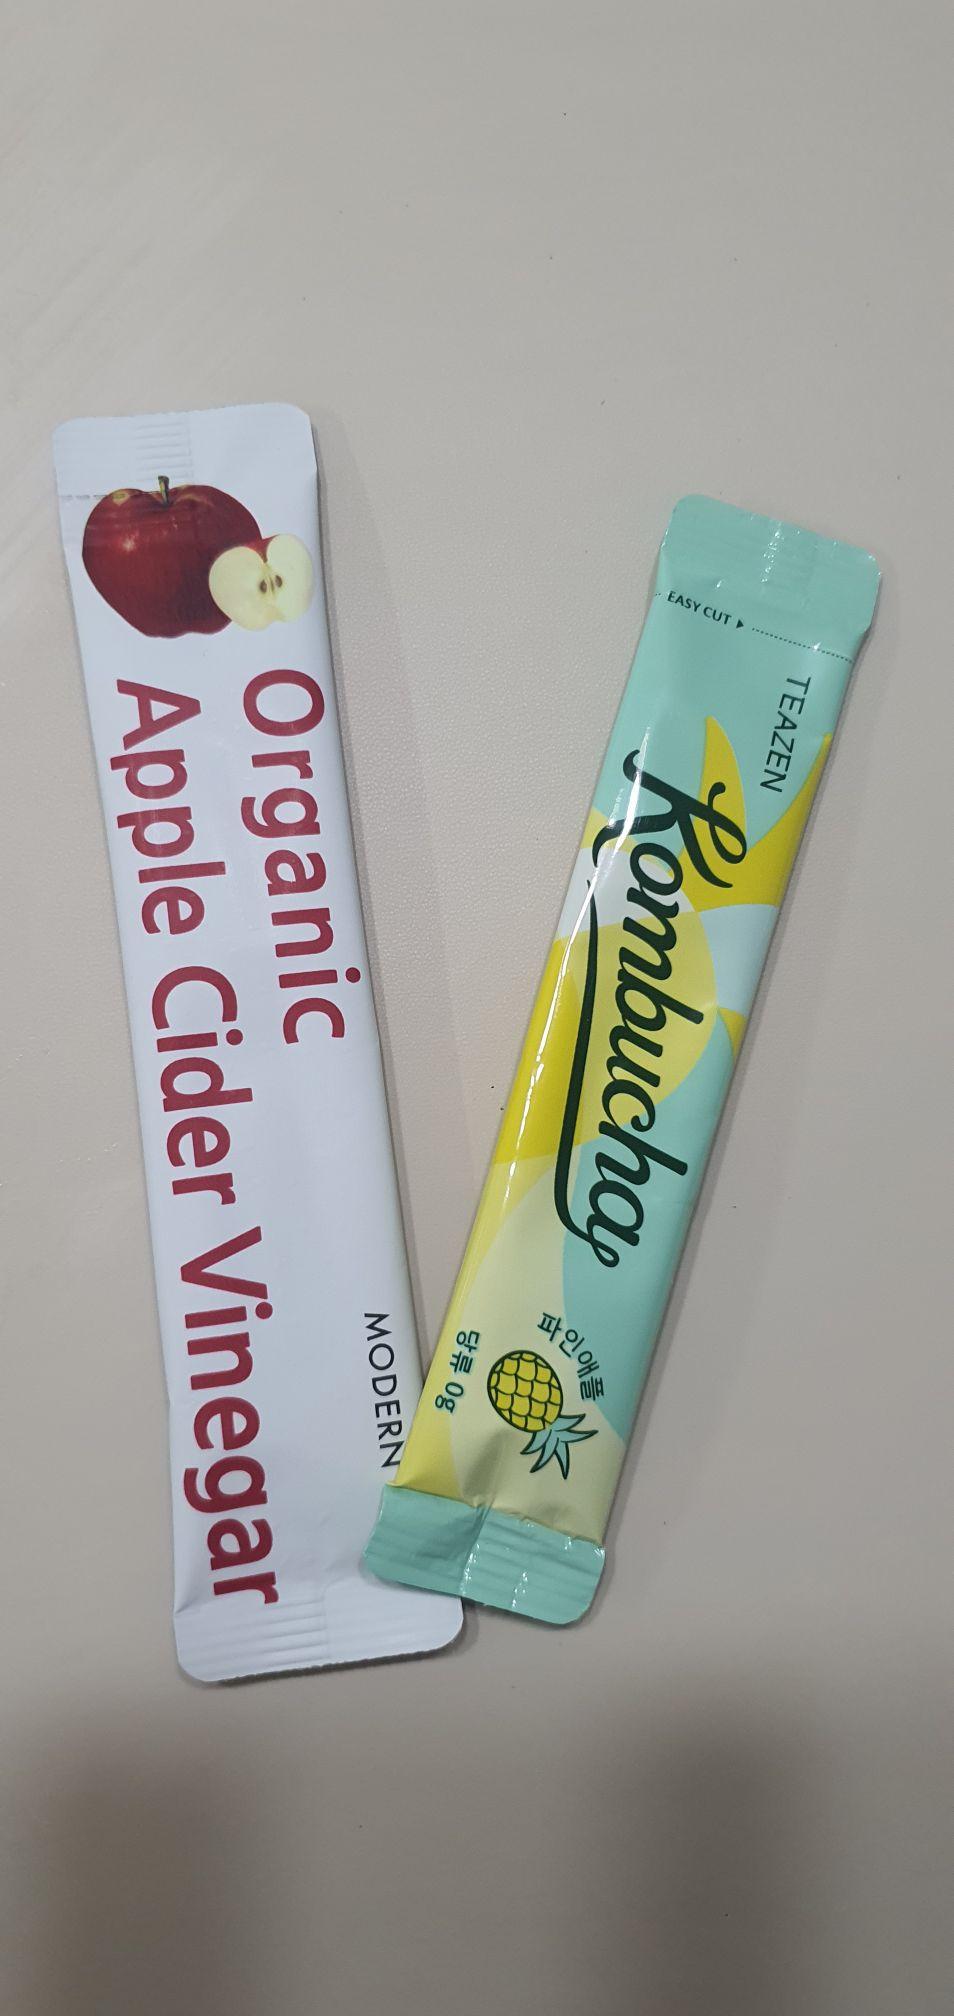 Organic
Apple Cider Vinegar
MODERN
EASY CUT
TEAZEN
Kombucha
파인애플
당류 0g